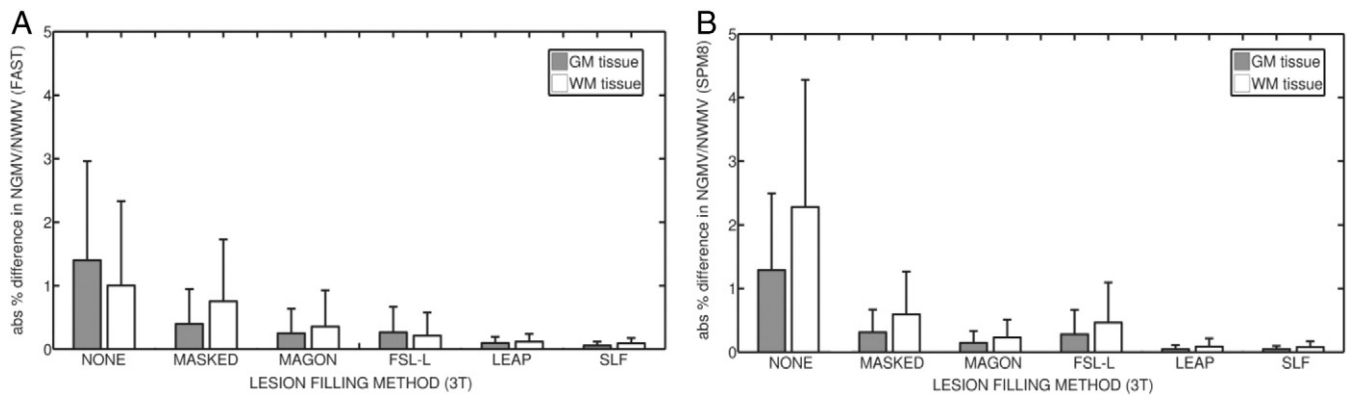 A
abs % difference in NGMV/NWMV (FAST)
5
4
3
2
1
0
GM tissue
WM tissue
NONE MASKED MAGON FSL-L LEAP SLF
LESION FILLING METHOD (3T)
B
abs % difference in NGMV/NWMV (SPM8)
5
4
3
2
1
0
GM tissue
WM tissue
NONE MASKED MAGON FSL-L LEAP SLF
LESION FILLING METHOD (3T)